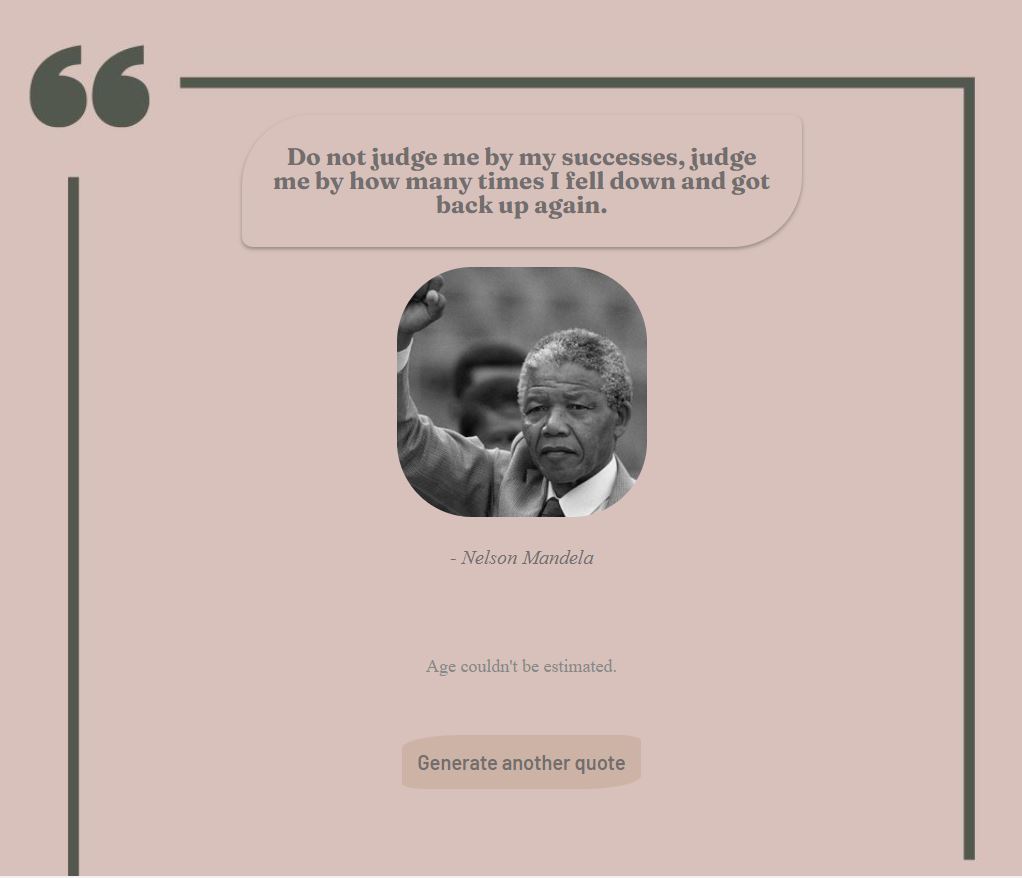 Do not judge me by my successes, judge
me by how many times I fell down and got
back up again.
- Nelson Mandela
Age couldn't be estimated.
Generate another quote